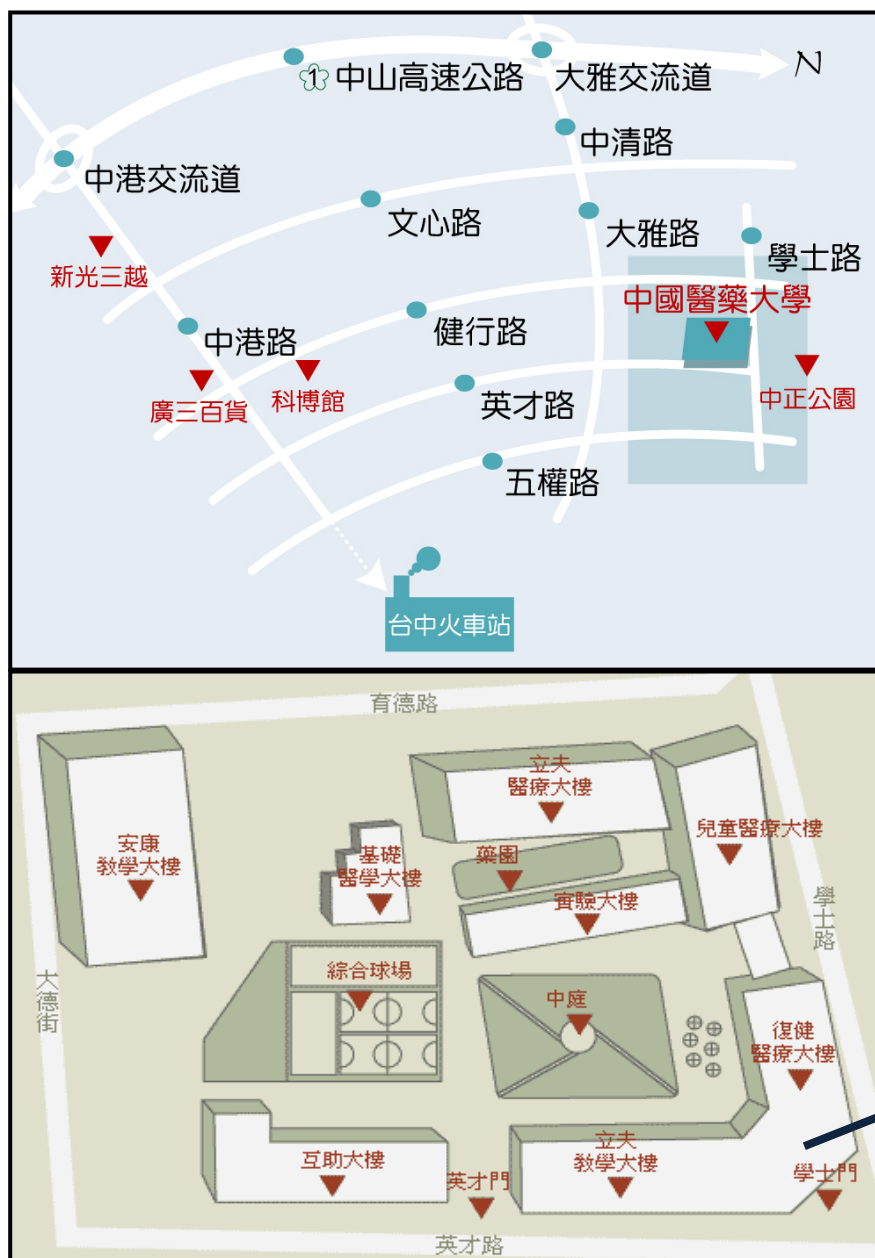 N
1 中山高速公路
大雅交流道
中清路
中港交流道
文心路
大雅路
學士路
新光三越
中國醫藥大學
中港路
健行路
科博館
廣三百貨
英才路
中正公園
五權路
台中火車站
育德路
立夫
醫療大樓
安康
教學大樓
基礎
醫學大樓
藥園
兒童醫療大樓
實驗大樓
學士路
大德街
綜合球場
中庭
復健
醫療大樓
互助大樓
英才門
立夫
教學大樓
學士門
英才路